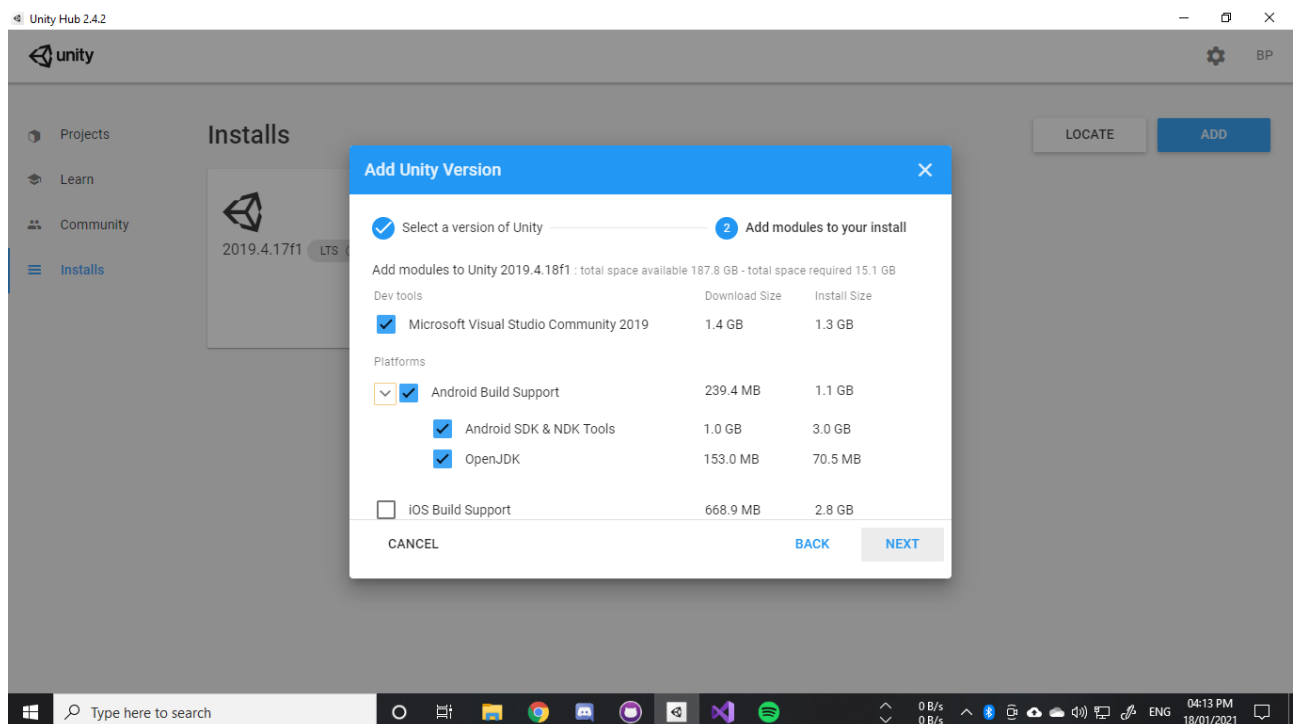 Unity Hub 2.4.2
unity
BP
Projects
Learn
Community
Installs
Installs
LOCATE
ADD
2019.4.17f1
LTS
Add Unity Version
Select a version of Unity
2
Add modules to your install
Add modules to Unity 2019.4.18f1 : total space available 187.8 GB - total space required 15.1 GB
Dev tools Download Size Install Size
Microsoft Visual Studio Community 2019 1.4 GB 1.3 GB
Platforms
Android Build Support 239.4 MB 1.1 GB
Android SDK & NDK Tools 1.0 GB 3.0 GB
OpenJDK 153.0 MB 70.5 MB
iOS Build Support 668.9 MB 2.8 GB
CANCEL BACK NEXT
Type here to search
0 B/s
0 B/s
ENG
04:13 PM
18/01/2021